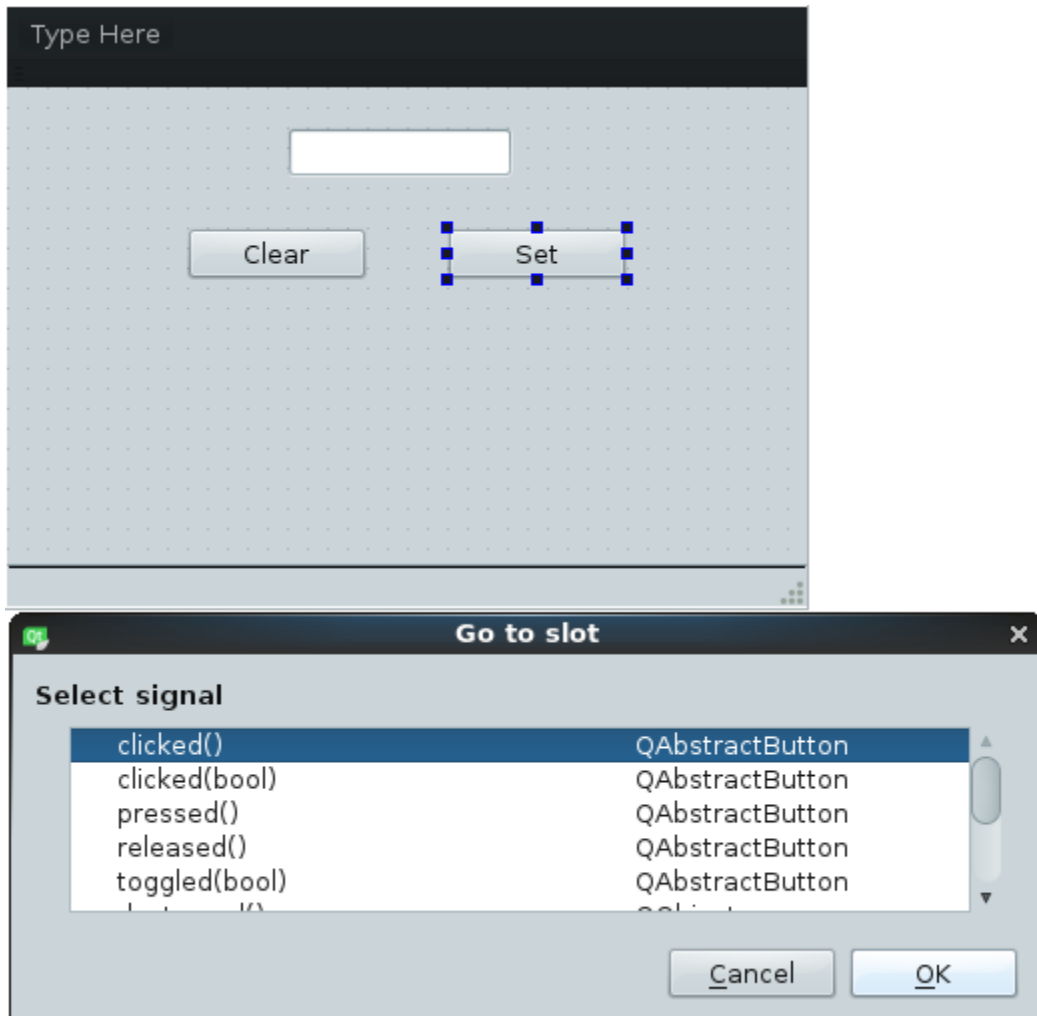 Type Here
Clear Set
Qt Go to slot
Select signal
clicked() QAbstractButton
clicked(bool) QAbstractButton
pressed() QAbstractButton
released() QAbstractButton
toggled(bool) QAbstractButton
Cancel OK